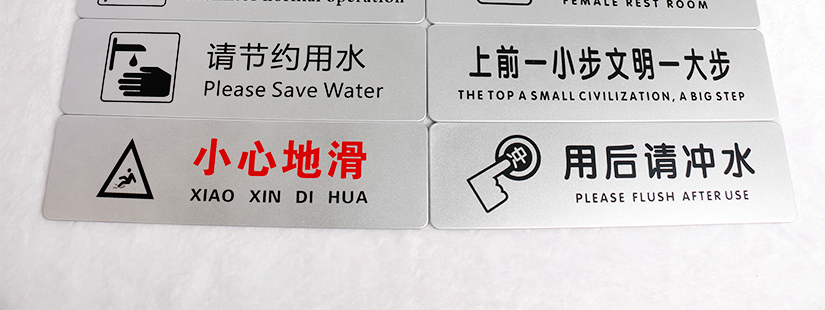 normal operation
FEMALE REST ROOM
请节约用水
Please Save Water
上前一小步文明一大步
THE TOP A SMALL CIVILIZATION, A BIG STEP
小心地滑
XIAO XIN DI HUA
用后请冲水
PLEASE FLUSH AFTER USE